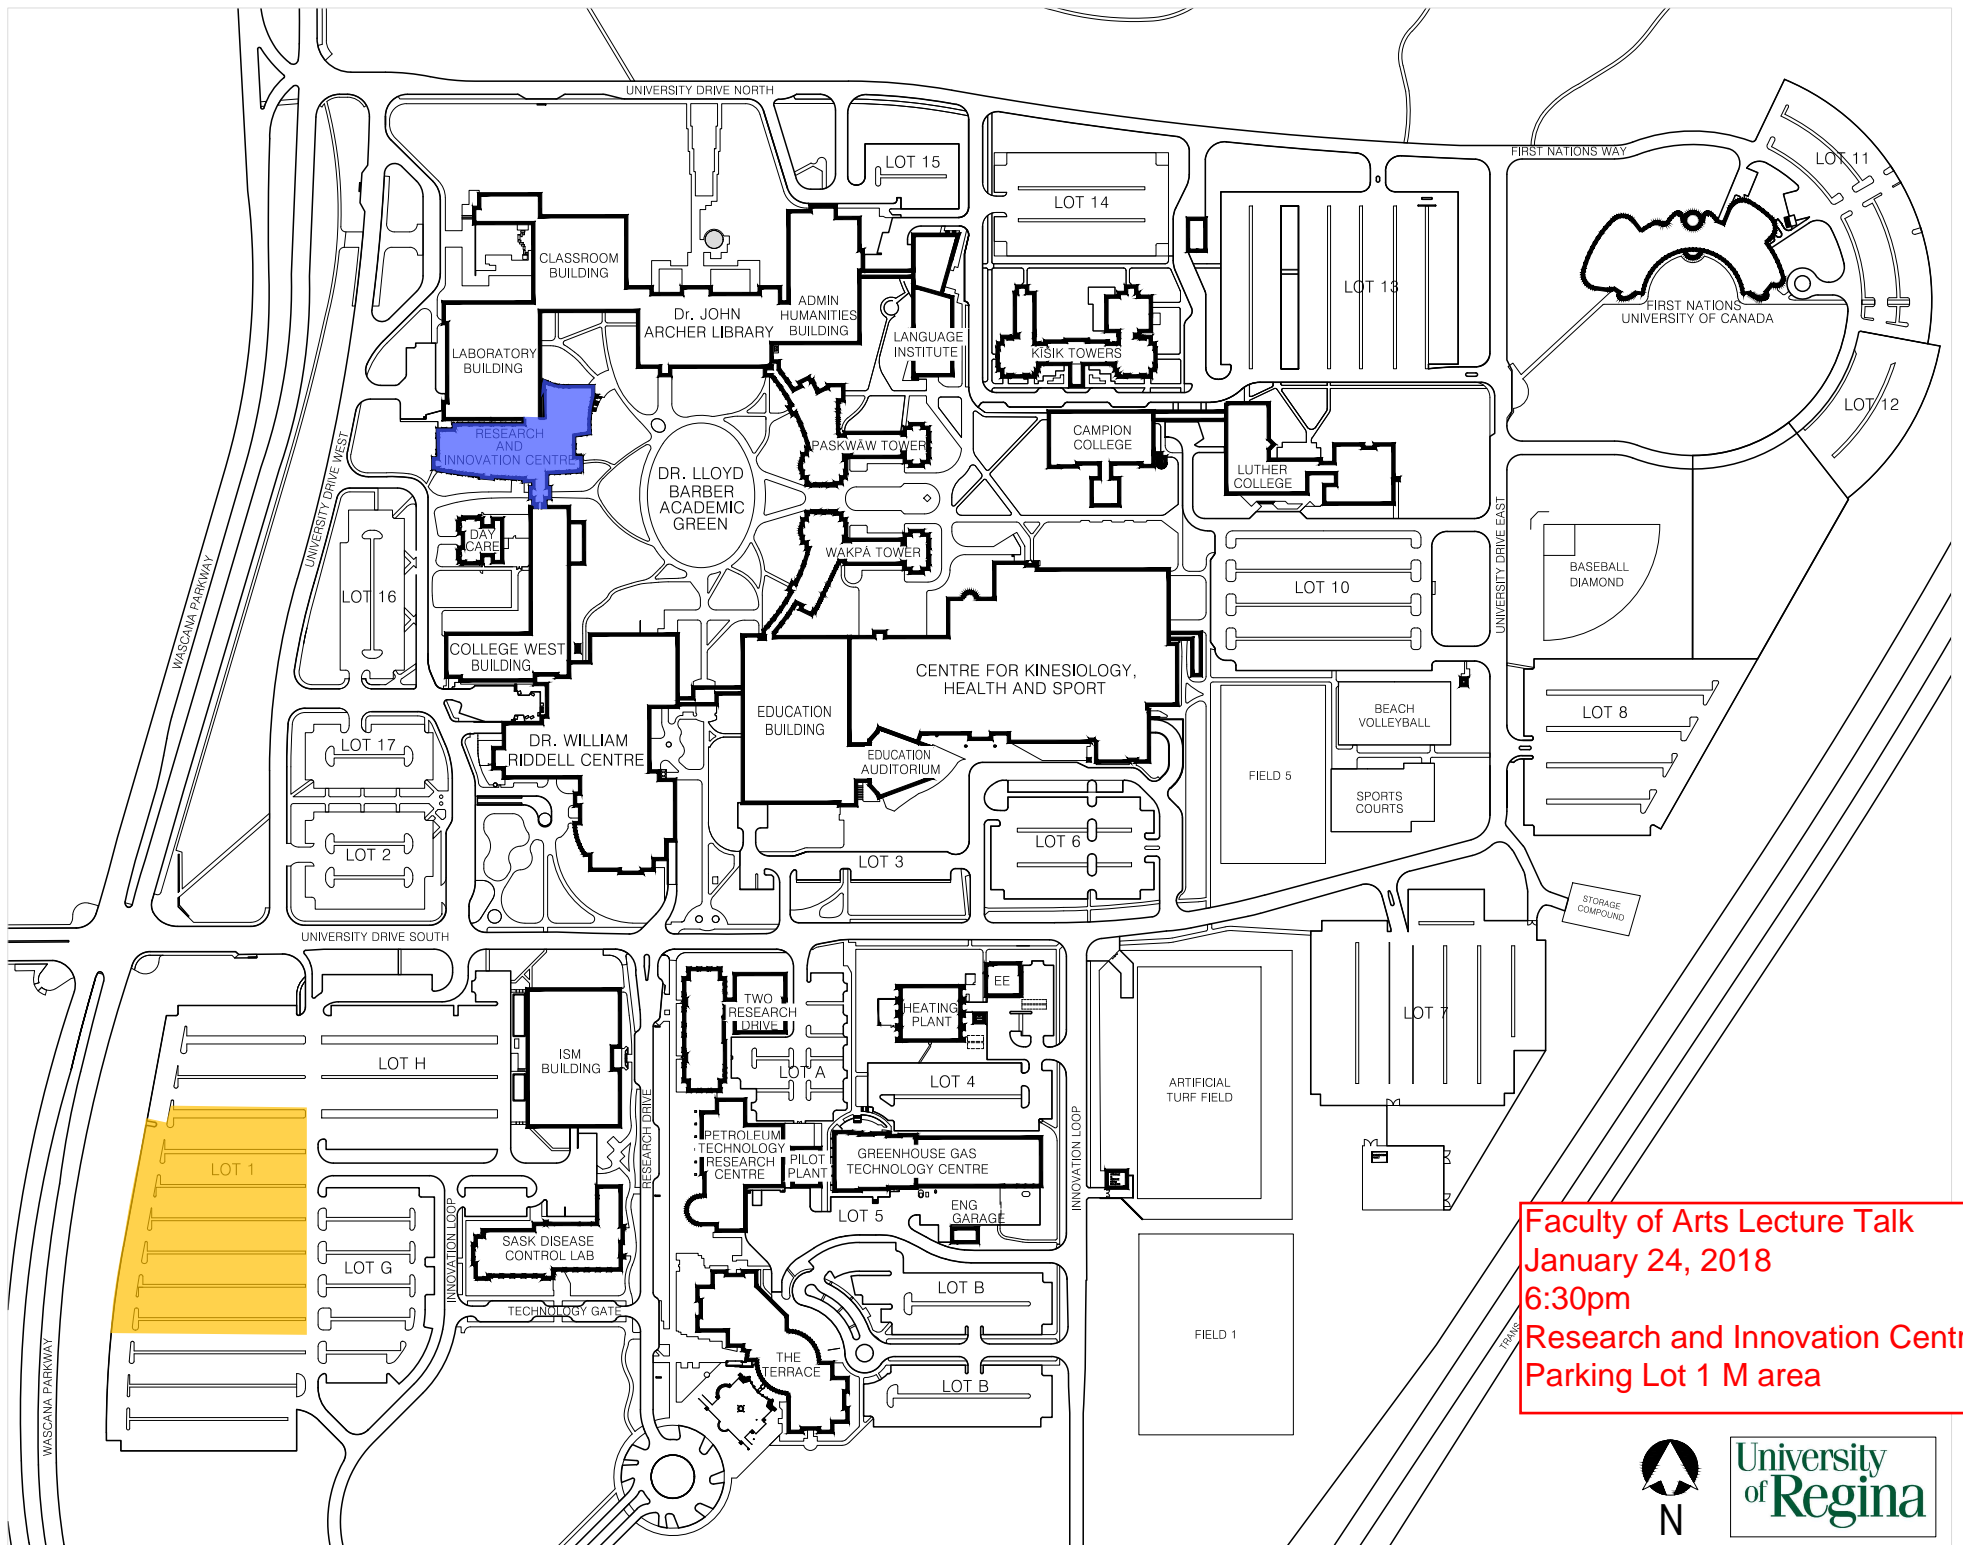 UNIVERSITY DRIVE NORTH
FIRST NATIONS WAY
LOT 11
LOT 15
LOT 14
CLASSROOM
BUILDING
LOT 13
ADMIN
HUMANITIES
BUILDING
Dr. JOHN
ARCHER LIBRARY
FIRST NATIONS
UNIVERSITY OF CANADA
LANGUAGE
INSTITUTE
KĪSIK TOWERS
LABORATORY
BUILDING
LOT 12
RESEARCH
AND
INNOVATION CENTRE
PASKWĀW TOWER
CAMPION
COLLEGE
LUTHER
COLLEGE
DR. LLOYD
BARBER
ACADEMIC
GREEN
UNIVERSITY DRIVE WEST
UNIVERSITY DRIVE EAST
WASCANA PARKWAY
DAY
CARE
WAKPĀ TOWER
BASEBALL
DIAMOND
LOT 16
LOT 10
COLLEGE WEST
BUILDING
CENTRE FOR KINESIOLOGY,
HEALTH AND SPORT
EDUCATION
BUILDING
BEACH
VOLLEYBALL
LOT 8
LOT 17
DR. WILLIAM
RIDDELL CENTRE
EDUCATION
AUDITORIUM
FIELD 5
SPORTS
COURTS
LOT 2
LOT 3
LOT 6
STORAGE
COMPOUND
UNIVERSITY DRIVE SOUTH
TWO
RESEARCH
DRIVE
EE
HEATING
PLANT
LOT 7
LOT H
ISM
BUILDING
LOT A
LOT 4
ARTIFICIAL
TURF FIELD
RESEARCH DRIVE
INNOVATION LOOP
PETROLEUM
TECHNOLOGY
RESEARCH
CENTRE
PILOT
PLANT
GREENHOUSE GAS
TECHNOLOGY CENTRE
LOT 1
LOT 5
ENG
GARAGE
INNOVATION LOOP
SASK DISEASE
CONTROL LAB
LOT G
TECHNOLOGY GATE
LOT B
FIELD 1
THE
TERRACE
LOT B
WASCANA PARKWAY
TRANS
Faculty of Arts Lecture Talk
January 24, 2018
6:30pm
Research and Innovation Centr
Parking Lot 1 M area
N
University
of Regina